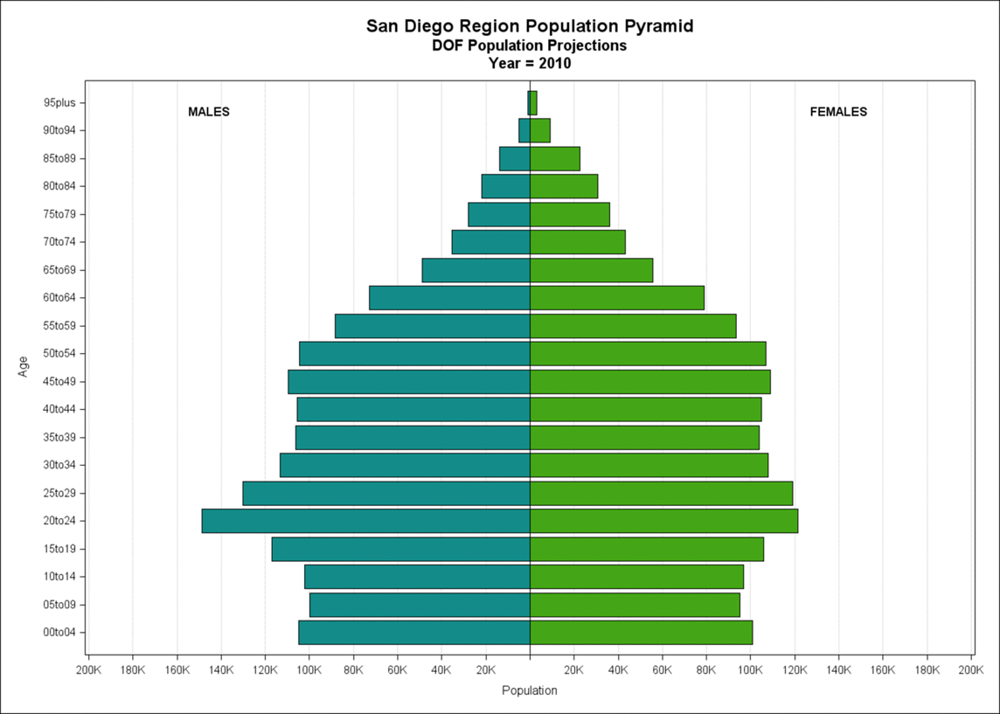 San Diego Region Population Pyramid
DOF Population Projections
Year = 2010
MALES
FEMALES
95plus
90to94
85to89
80to84
75to79
70to74
65to69
60to64
55to59
50to54
45to49
40to44
35to39
30to34
25to29
20to24
15to19
10to14
05to09
00to04
Age
200K 180K 160K 140K 120K 100K 80K 60K 40K 20K 20K 40K 60K 80K 100K 120K 140K 160K 180K 200K
Population